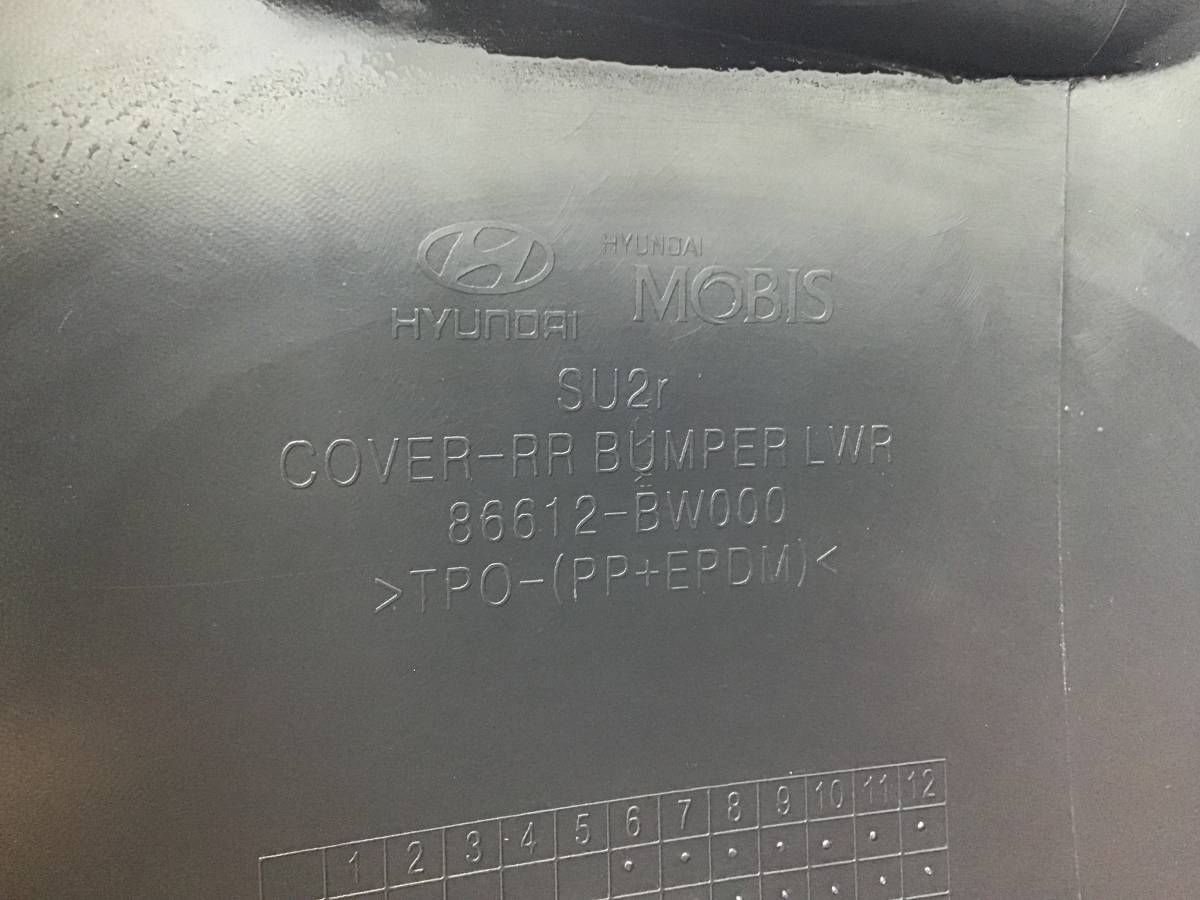 HYUNDAI
HYUNDAI
MOBIS
SU2r
COVER-RR BUMPER LWR
86612-BW000
>TPO-(PP+EPDM)<
1 2 3 4 5 6 7 8 9 10 11 12